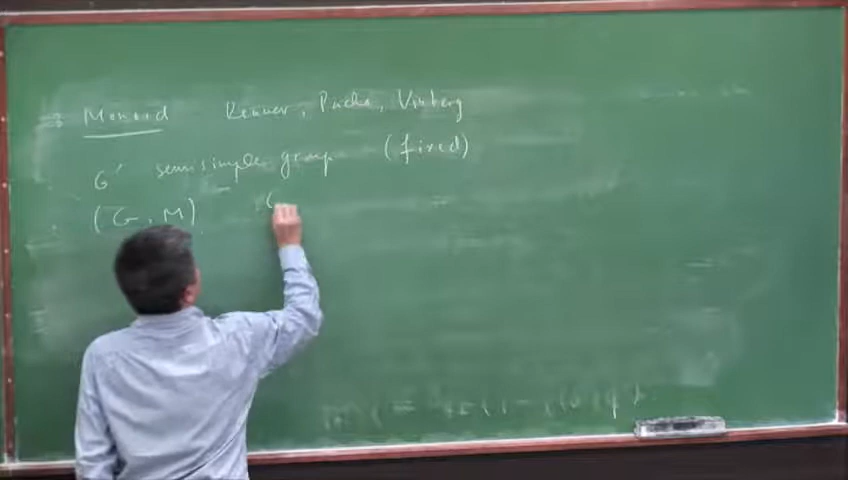 ⇒ Monoid Renner, Putcha, Vinberg
G' semisimple group (fixed)
(G, M) G